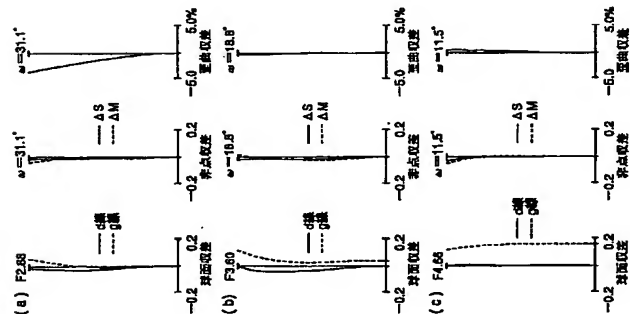 (a)
F2.88
d線
g線
-0.2 0.2
球面収差
ω=31.1°
ΔS
ΔM
-0.2 0.2
非点収差
ω=31.1°
-5.0 5.0%
歪曲収差
(b)
F3.60
d線
g線
-0.2 0.2
球面収差
ω=18.8°
ΔS
ΔM
-0.2 0.2
非点収差
ω=18.8°
-5.0 5.0%
歪曲収差
(c)
F4.66
d線
g線
-0.2 0.2
球面収差
ω=11.5°
ΔS
ΔM
-0.2 0.2
非点収差
ω=11.5°
-5.0 5.0%
歪曲収差